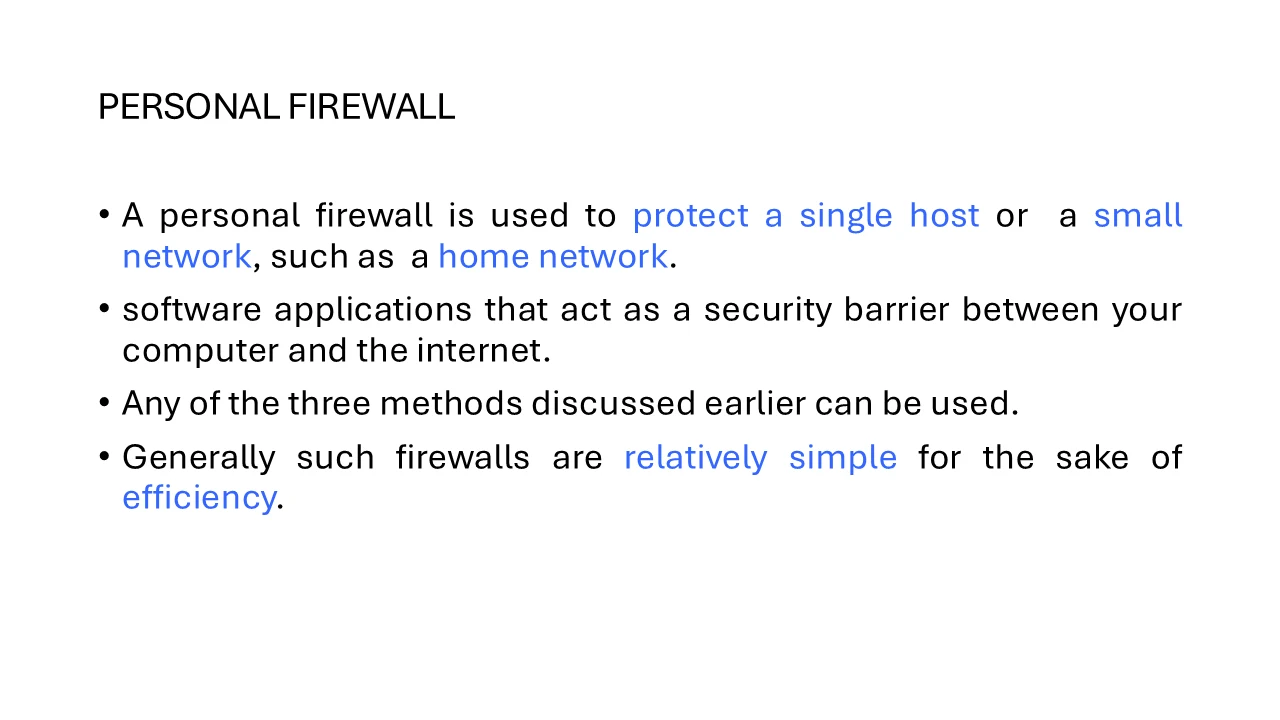 PERSONAL FIREWALL
• A personal firewall is used to protect a single host or a small
network, such as a home network.
• software applications that act as a security barrier between your
computer and the internet.
• Any of the three methods discussed earlier can be used.
• Generally such firewalls are relatively simple for the sake of
efficiency.